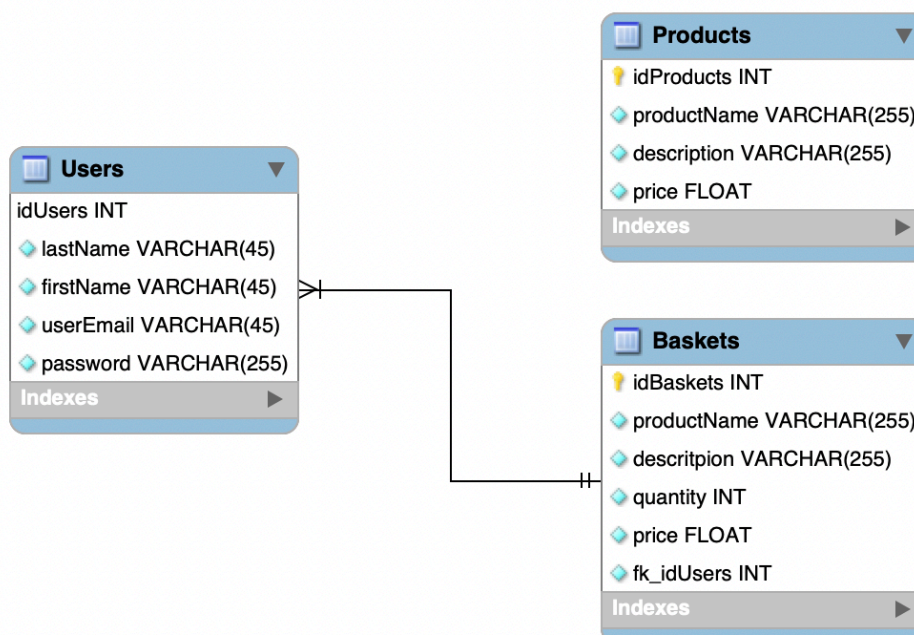 Products
idProducts INT
productName VARCHAR(255)
description VARCHAR(255)
price FLOAT
Indexes
Users
idUsers INT
lastName VARCHAR(45)
firstName VARCHAR(45)
userEmail VARCHAR(45)
password VARCHAR(255)
Indexes
Baskets
idBaskets INT
productName VARCHAR(255)
descritpion VARCHAR(255)
quantity INT
price FLOAT
fk_idUsers INT
Indexes